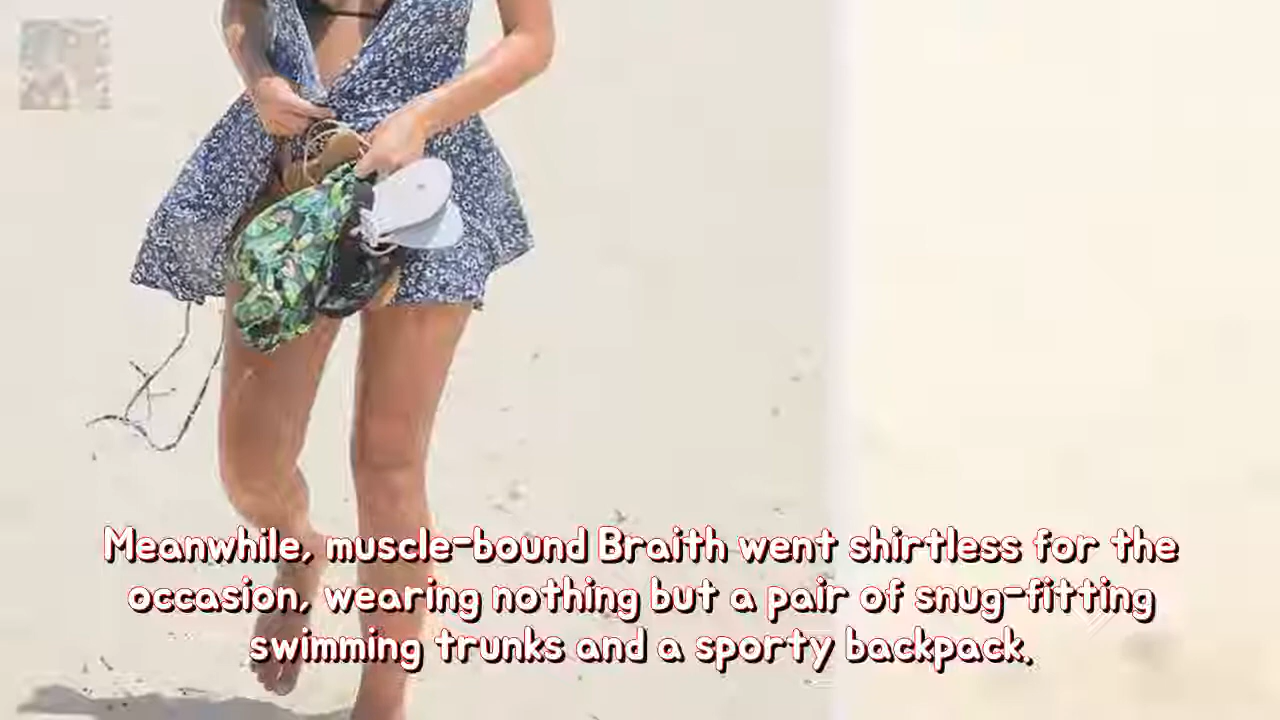 Meanwhile, muscle-bound Braith went shirtless for the
occasion, wearing nothing but a pair of snug-fitting
swimming trunks and a sporty backpack.